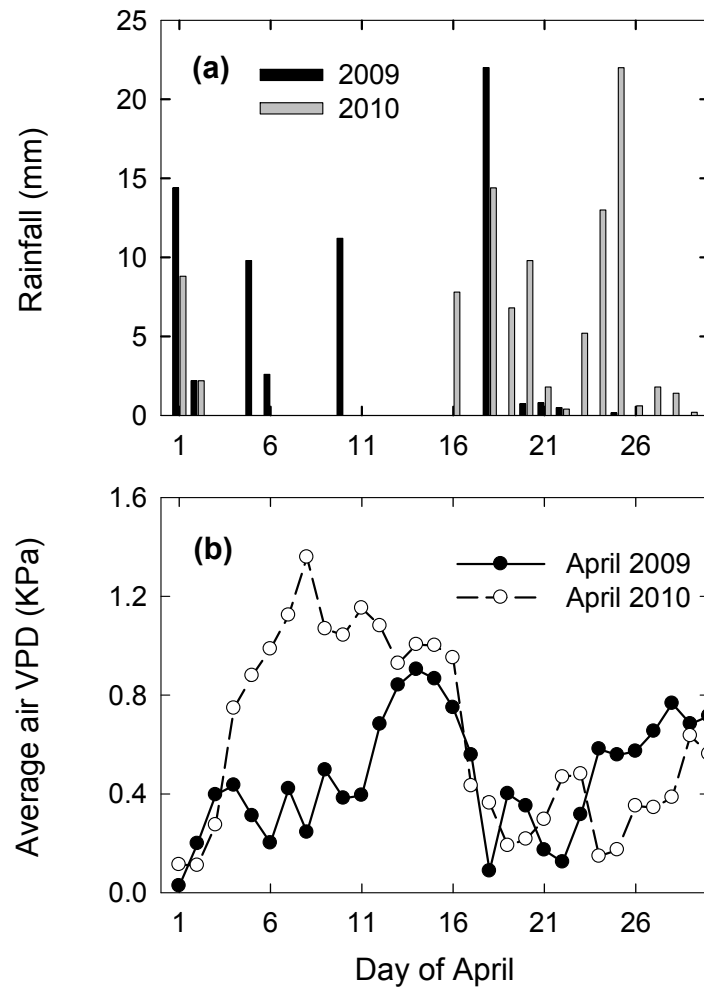 25
20
15
10
5
0
Rainfall (mm)
(a)
2009
2010
1 6 11 16 21 26
1.6
1.2
0.8
0.4
0.0
Average air VPD (KPa)
(b)
April 2009
April 2010
1 6 11 16 21 26
Day of April